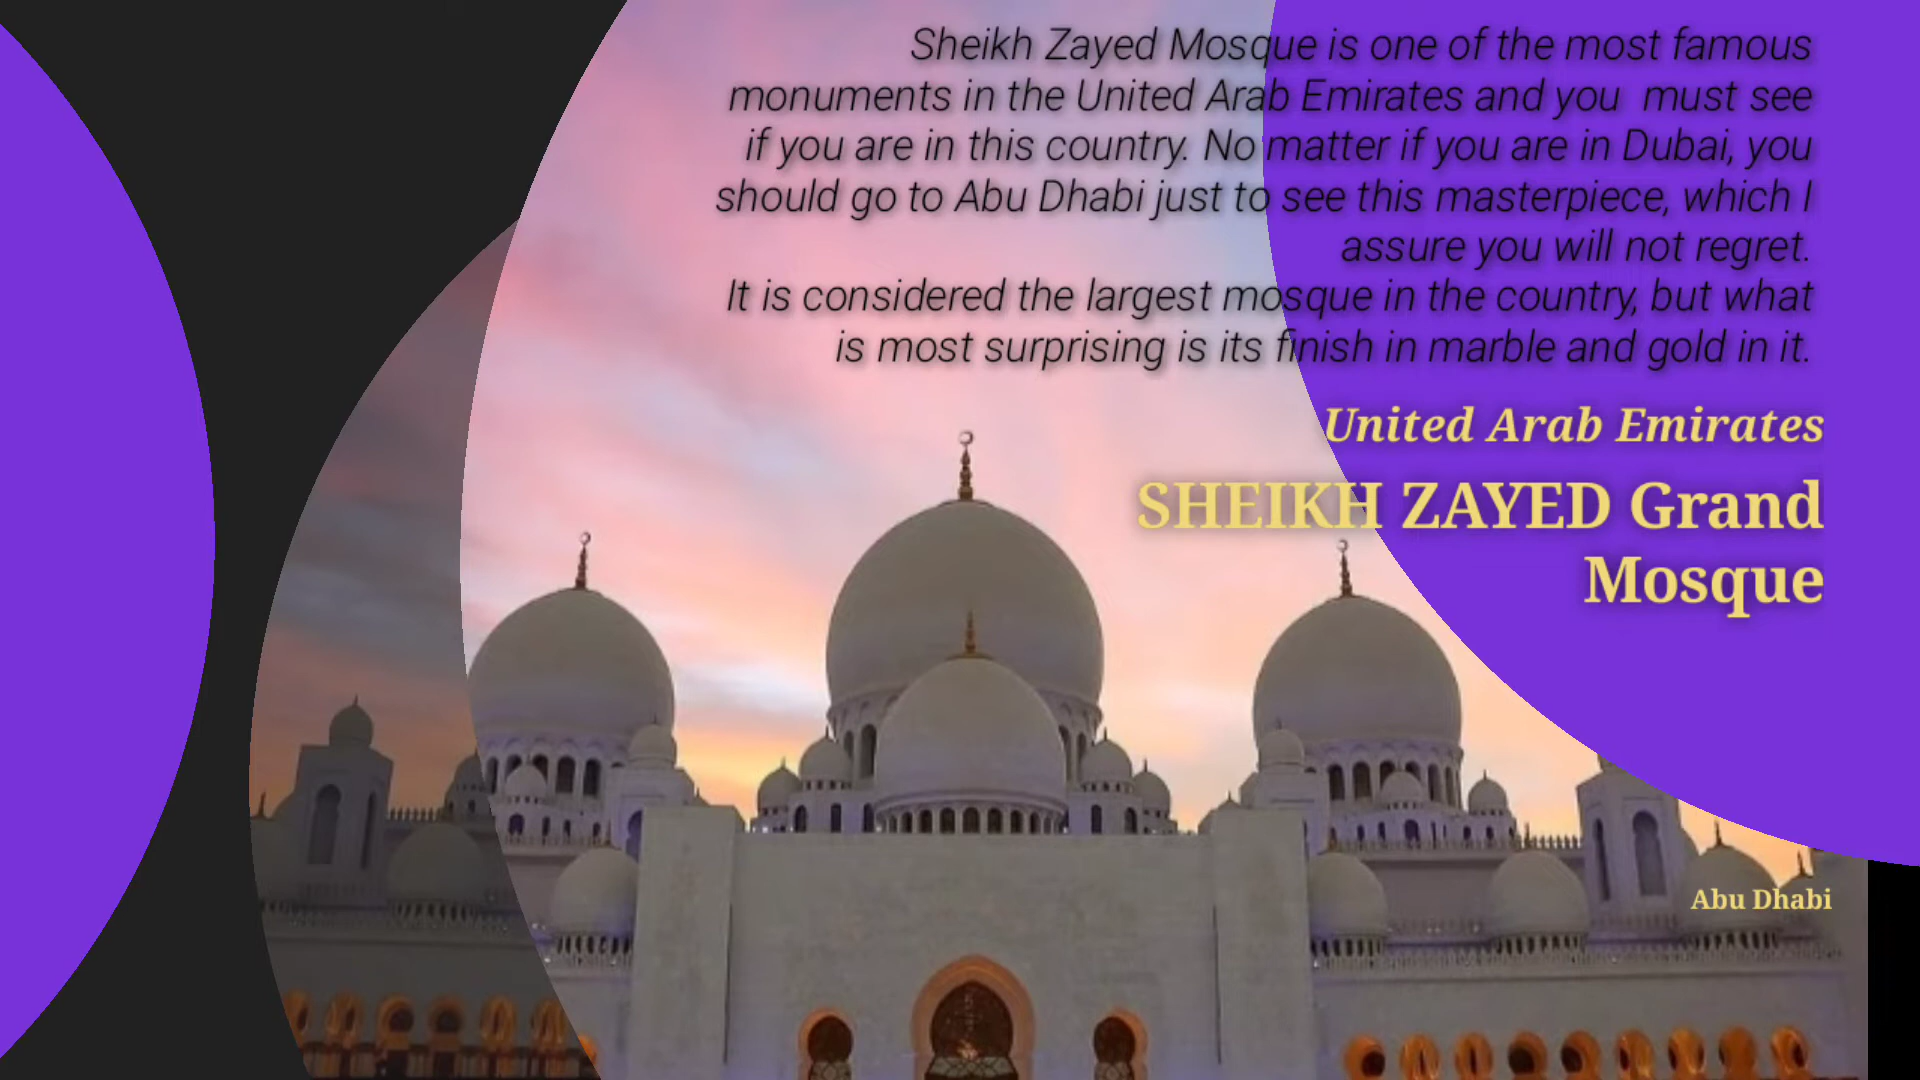 Sheikh Zayed Mosque is one of the most famous
monuments in the United Arab Emirates and you  must see
if you are in this country. No matter if you are in Dubai, you
should go to Abu Dhabi just to see this masterpiece, which I
assure you will not regret.
It is considered the largest mosque in the country, but what
is most surprising is its finish in marble and gold in it.
United Arab Emirates
SHEIKH ZAYED Grand
Mosque
Abu Dhabi